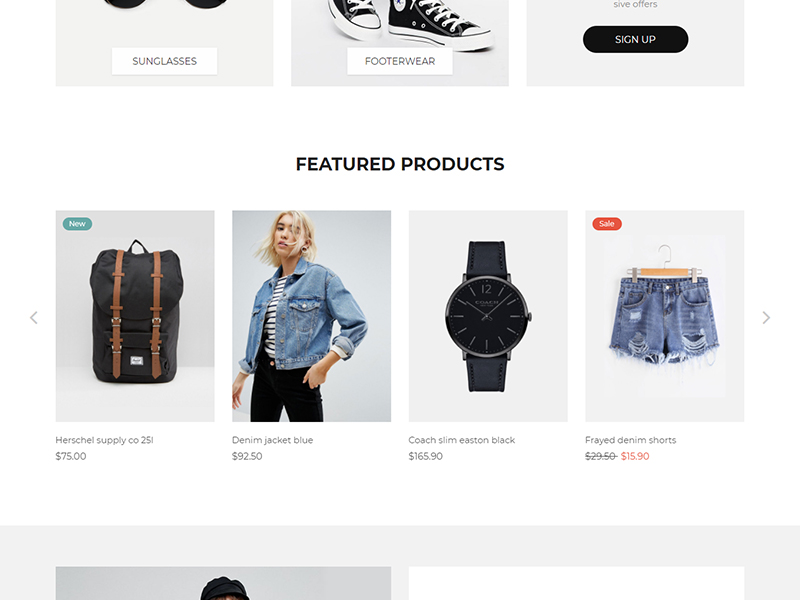 sive offers
SIGN UP
SUNGLASSES
FOOTERWEAR
FEATURED PRODUCTS
New
Sale
COACH
Herschel supply co 25l
$75.00
Denim jacket blue
$92.50
Coach slim easton black
$165.90
Frayed denim shorts
$29.50 $15.90